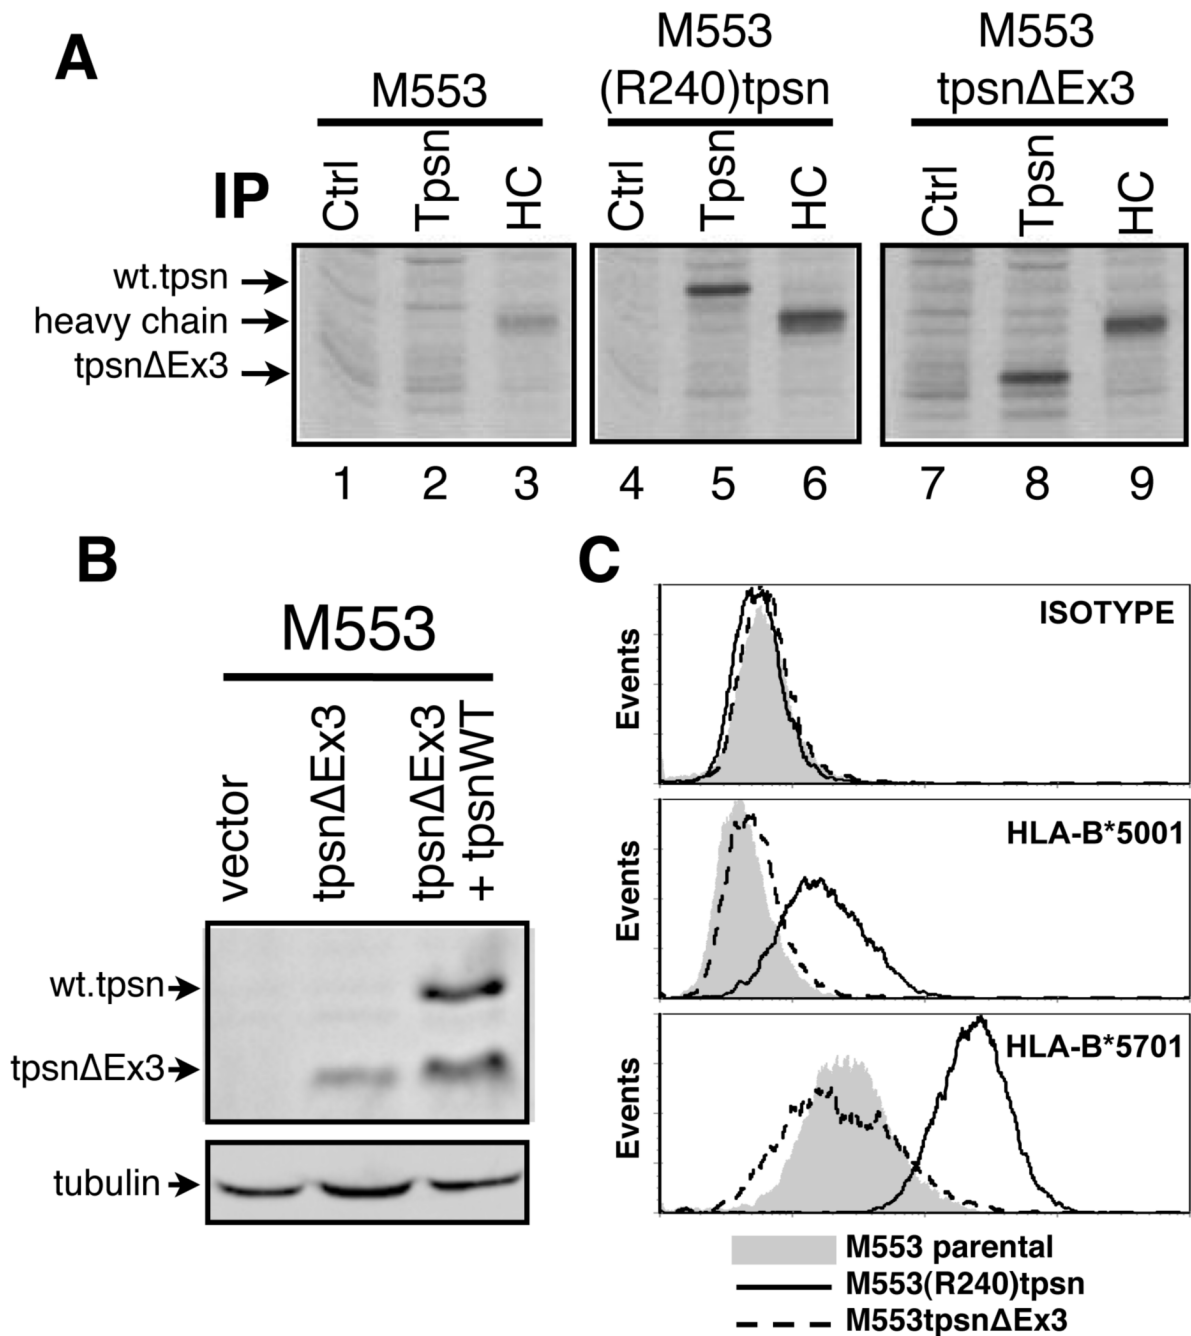 A
M553
M553
(R240)tpsn
M553
tpsnΔEx3
IP
Ctrl
Tpsn
HC
Ctrl
Tpsn
HC
Ctrl
Tpsn
HC
wt.tpsn
heavy chain
tpsnΔEx3
1 2 3 4 5 6 7 8 9
B
M553
vector
tpsnΔEx3
tpsnΔEx3
+ tpsnWT
wt.tpsn
tpsnΔEx3
tubulin
C
Events
ISOTYPE
Events
HLA-B*5001
Events
HLA-B*5701
M553 parental
M553(R240)tpsn
M553tpsnΔEx3